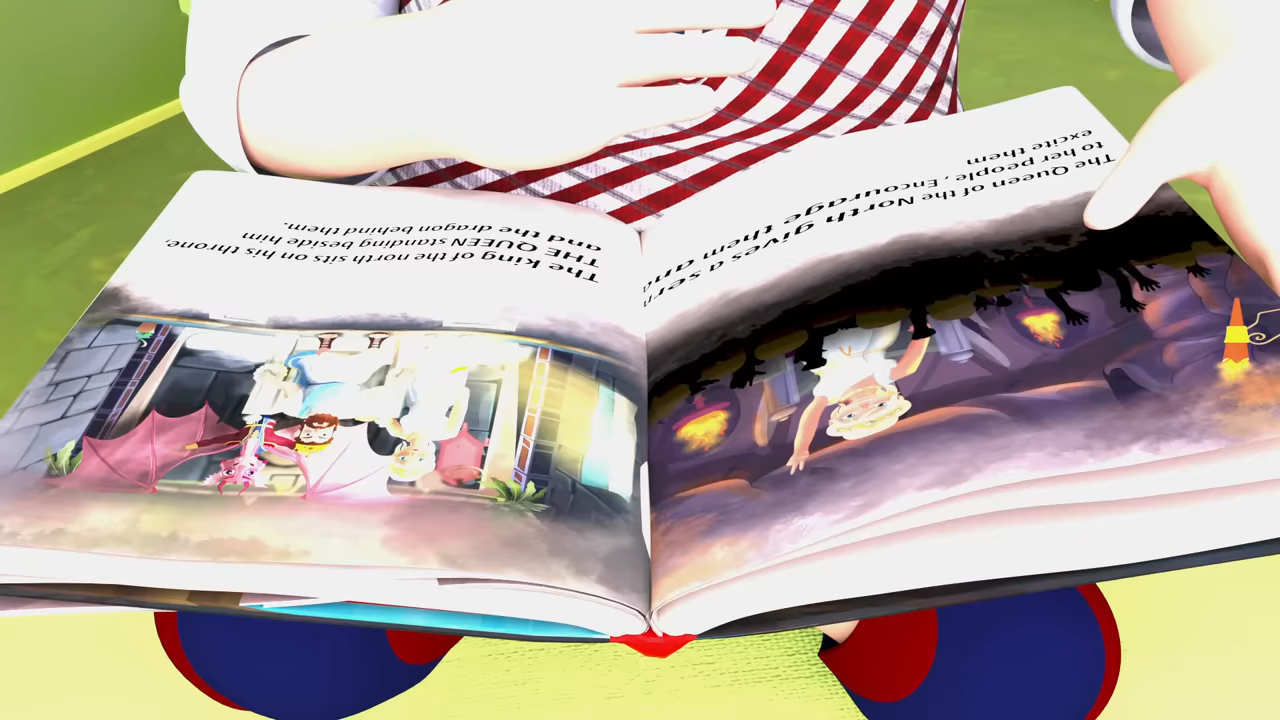 The Queen of the North gives a
to her people, Encourage them and
excite them
The king of the north sits on his throne,
THE QUEEN standing beside him
and the dragon behind them.